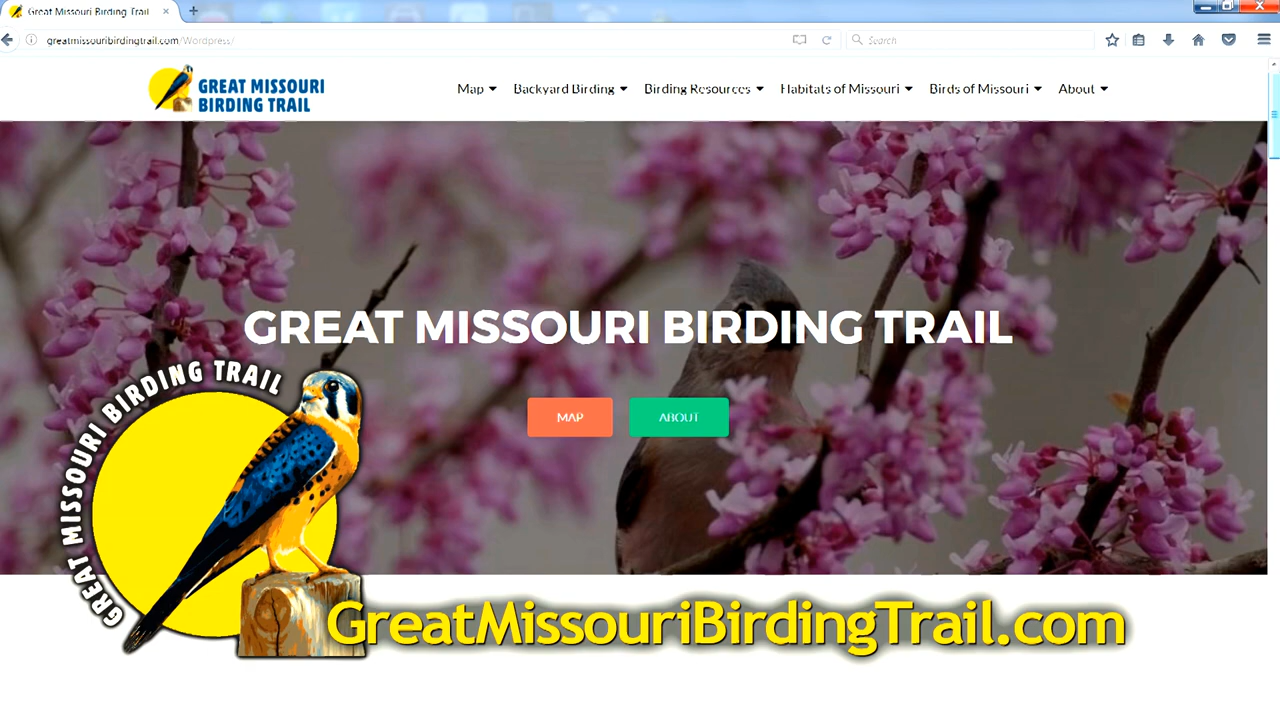 Great Missouri Birding Trail
greatmissouribirdingtrail.com/Wordpress/
Search
GREAT MISSOURI
BIRDING TRAIL
Map
Backyard Birding
Birding Resources
Habitats of Missouri
Birds of Missouri
About
GREAT MISSOURI BIRDING TRAIL
MAP
ABOUT
GREAT MISSOURI BIRDING TRAIL
GreatMissouriBirdingTrail.com